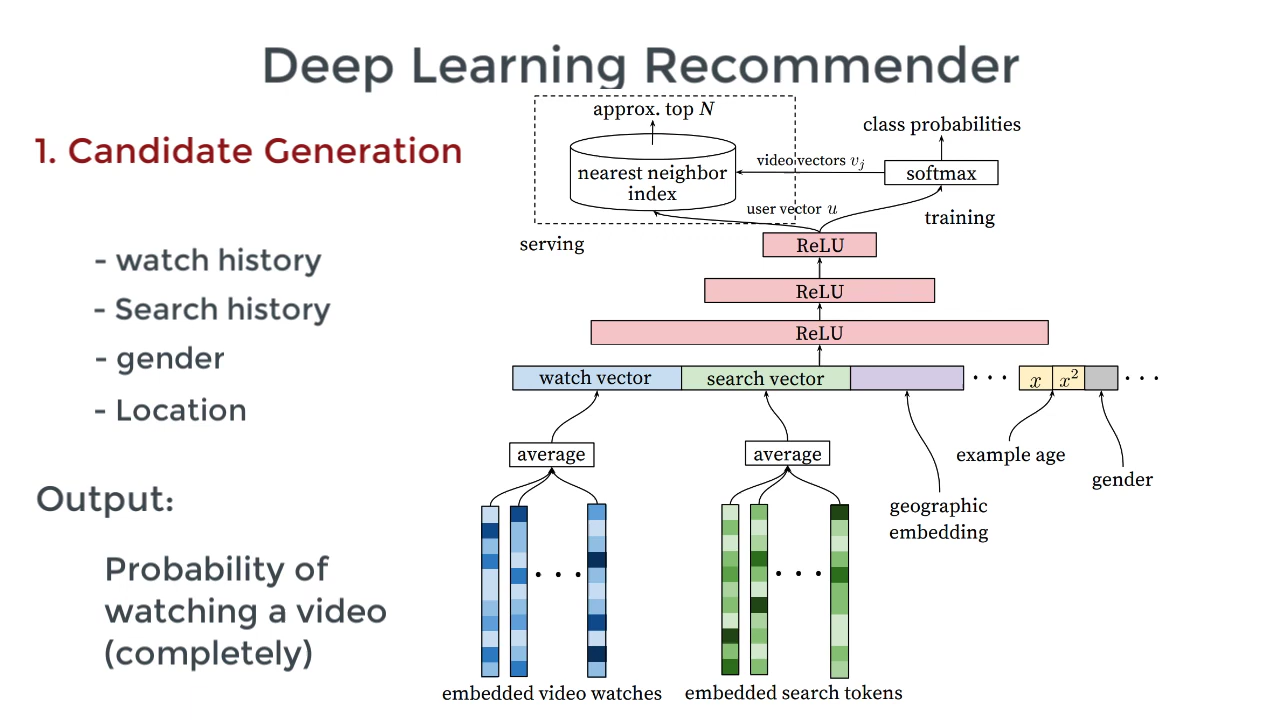 Deep Learning Recommender
1. Candidate Generation
- watch history
- Search history
- gender
- Location
Output:
Probability of
watching a video
(completely)
approx. top N
class probabilities
nearest neighbor
index
video vectors v_j
softmax
user vector u
training
serving
ReLU
ReLU
ReLU
watch vector
search vector
. . .
x
x²
. . .
average
average
example age
gender
geographic
embedding
. . .
. . .
embedded video watches
embedded search tokens